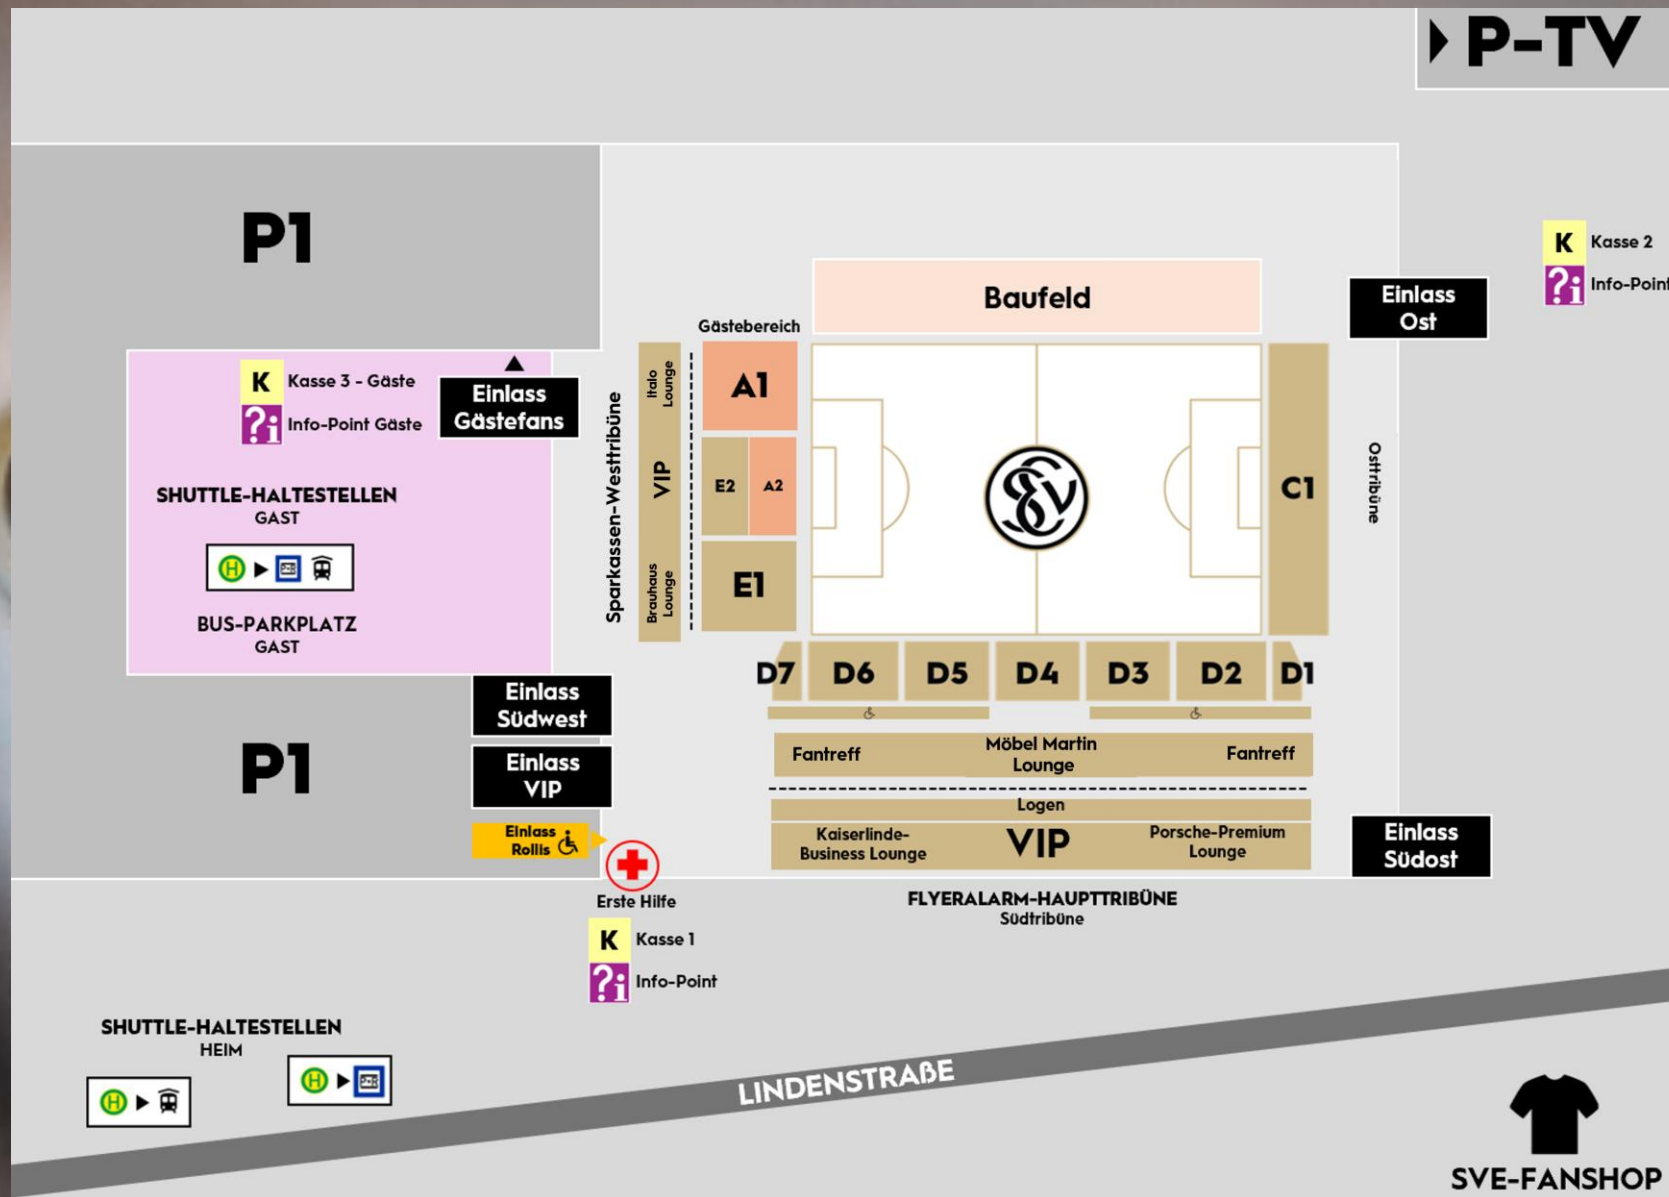 P-TV
P1
K Kasse 2
?i Info-Point
Baufeld
Einlass
Ost
Gästebereich
K Kasse 3 - Gäste
?i Info-Point Gäste
Einlass
Gästefans
SHUTTLE-HALTESTELLEN
GAST
H
BUS-PARKPLATZ
GAST
Sparkassen-Westtribüne
Italo
Lounge
VIP
Brauhaus
Lounge
A1
E2
A2
E1
SVE
C1
Osttribüne
D7
D6
D5
D4
D3
D2
D1
Einlass
Südwest
P1
Einlass
VIP
Einlass
Rollis
Fantreff
Möbel Martin
Lounge
Fantreff
Logen
Kaiserlinde-
Business Lounge
VIP
Porsche-Premium
Lounge
Einlass
Südost
Erste Hilfe
FLYERALARM-HAUPTTRIBÜNE
Südtribüne
K Kasse 1
?i Info-Point
SHUTTLE-HALTESTELLEN
HEIM
H
H
LINDENSTRAßE
SVE-FANSHOP